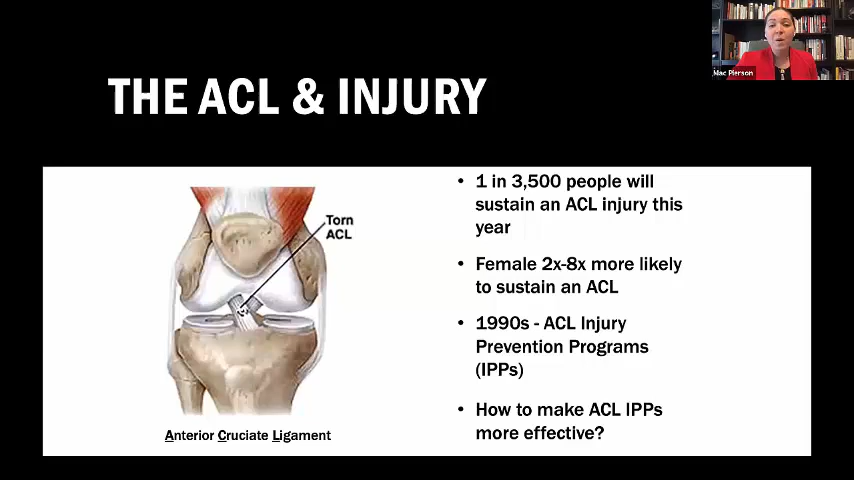 Mac Pierson
THE ACL & INJURY
Torn
ACL
Anterior Cruciate Ligament
• 1 in 3,500 people will
sustain an ACL injury this
year
• Female 2x-8x more likely
to sustain an ACL
• 1990s - ACL Injury
Prevention Programs
(IPPs)
• How to make ACL IPPs
more effective?